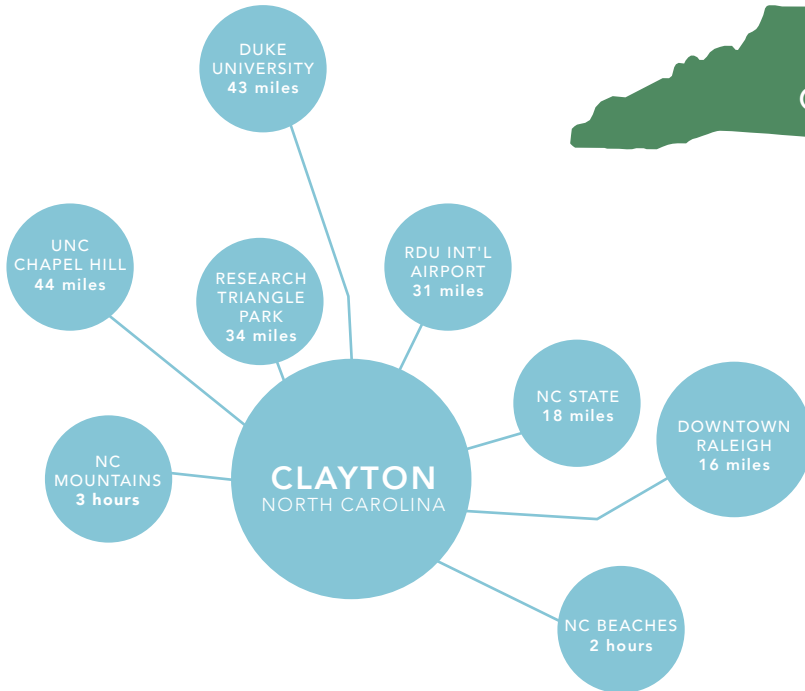 DUKE
UNIVERSITY
43 miles
UNC
CHAPEL HILL
44 miles
RESEARCH
TRIANGLE
PARK
34 miles
RDU INT'L
AIRPORT
31 miles
NC STATE
18 miles
DOWNTOWN
RALEIGH
16 miles
NC
MOUNTAINS
3 hours
CLAYTON
NORTH CAROLINA
NC BEACHES
2 hours